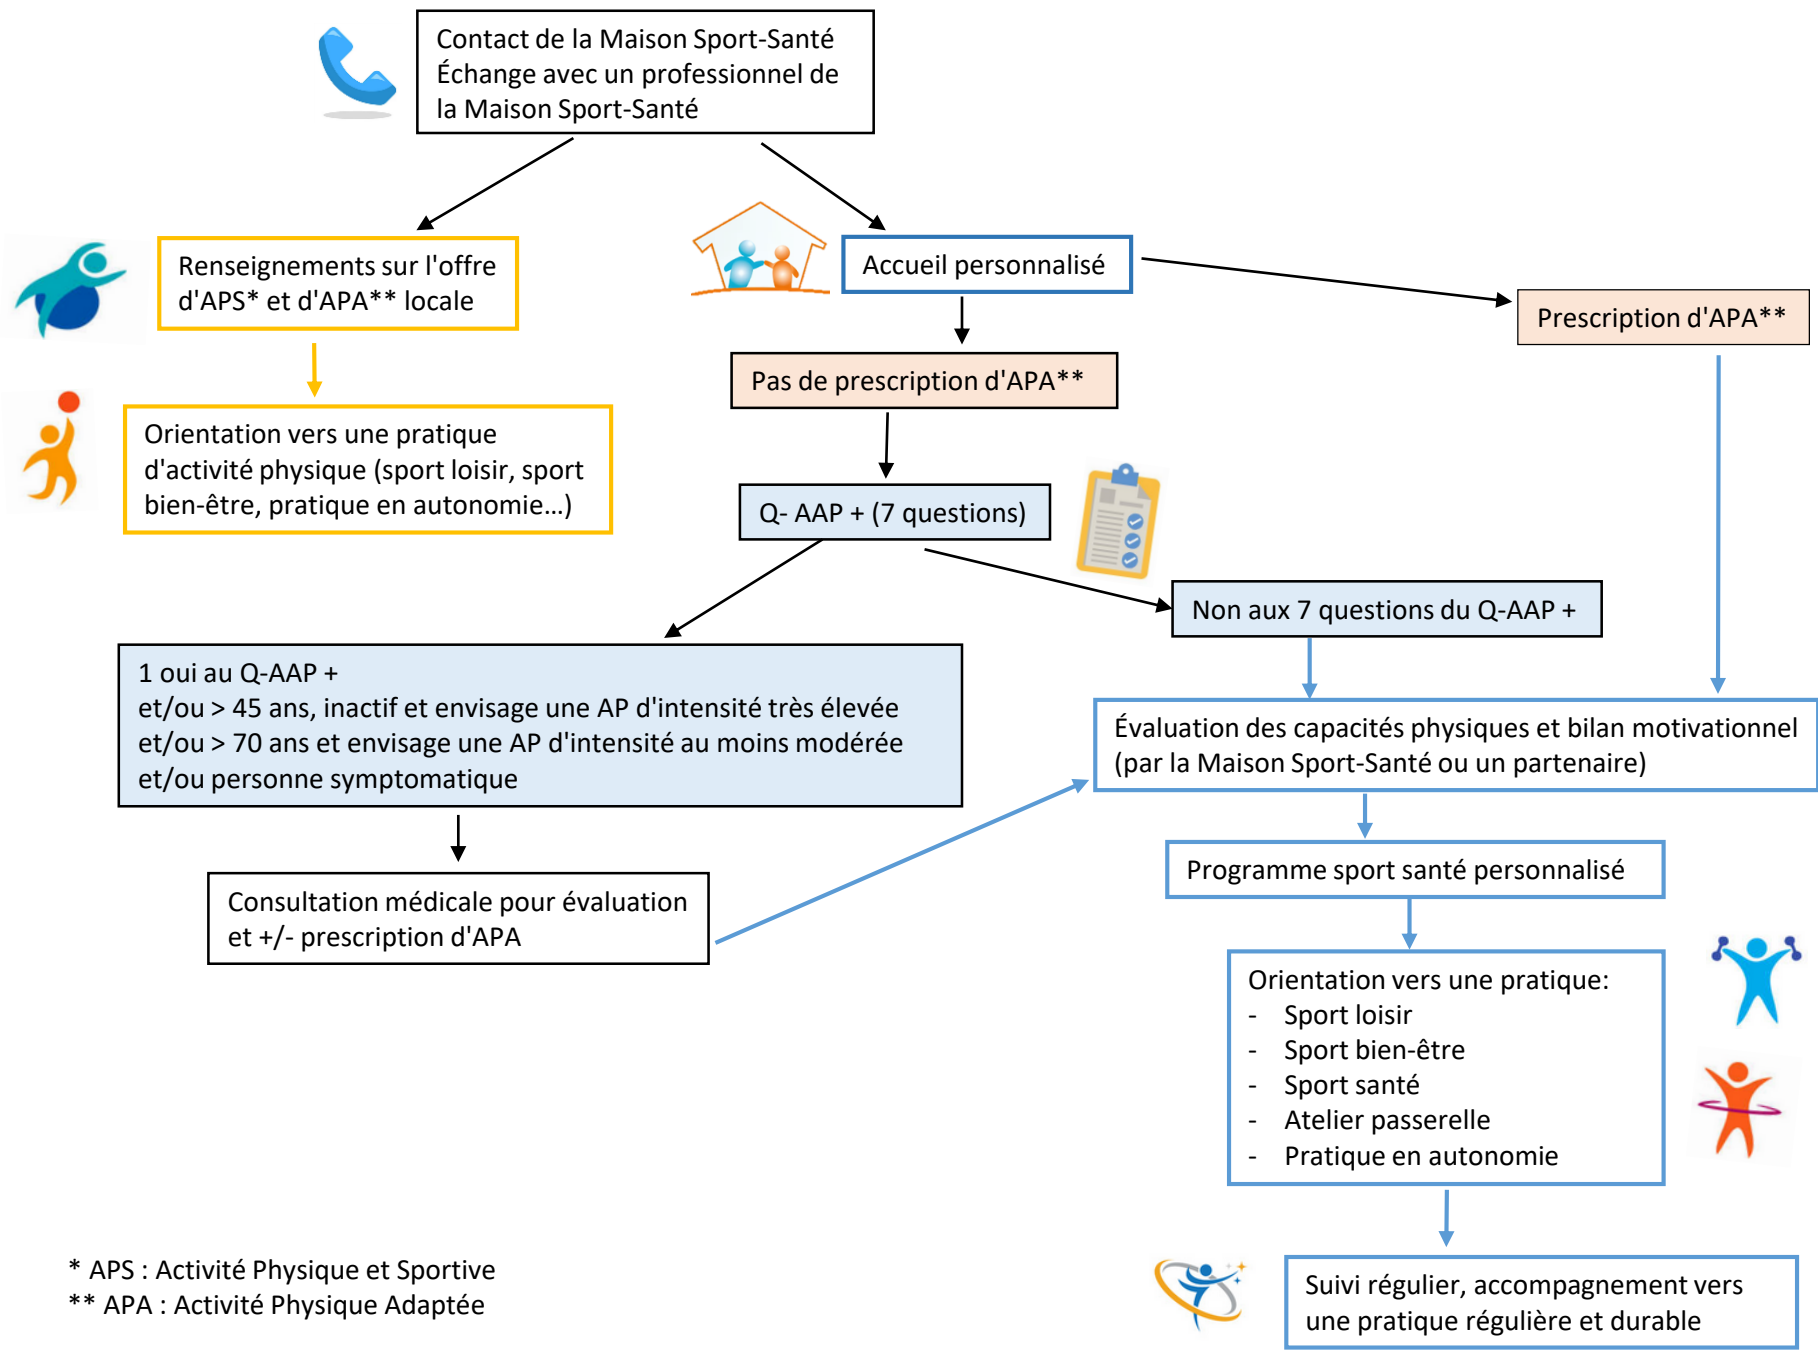 Contact de la Maison Sport-Santé
Échange avec un professionnel de
la Maison Sport-Santé
Renseignements sur l'offre
d'APS* et d'APA** locale
Accueil personnalisé
Prescription d'APA**
Pas de prescription d'APA**
Orientation vers une pratique
d'activité physique (sport loisir, sport
bien-être, pratique en autonomie…)
Q- AAP + (7 questions)
Non aux 7 questions du Q-AAP +
1 oui au Q-AAP +
et/ou > 45 ans, inactif et envisage une AP d'intensité très élevée
et/ou > 70 ans et envisage une AP d'intensité au moins modérée
et/ou personne symptomatique
Évaluation des capacités physiques et bilan motivationnel
(par la Maison Sport-Santé ou un partenaire)
Consultation médicale pour évaluation
et +/- prescription d'APA
Programme sport santé personnalisé
Orientation vers une pratique:
- Sport loisir
- Sport bien-être
- Sport santé
- Atelier passerelle
- Pratique en autonomie
Suivi régulier, accompagnement vers
une pratique régulière et durable
* APS : Activité Physique et Sportive
** APA : Activité Physique Adaptée